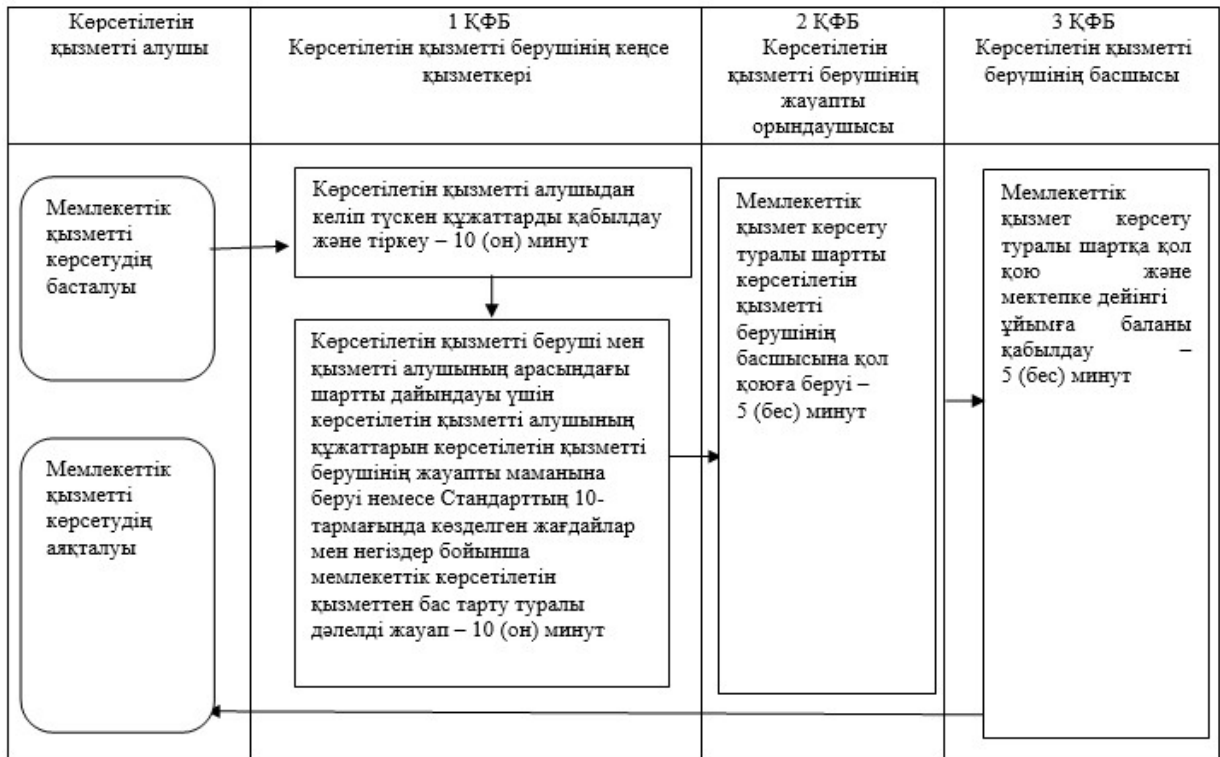 Көрсетілетін
қызметті алушы
1 ҚФБ
Көрсетілетін қызметті берушінің кеңсе
қызметкері
2 ҚФБ
Көрсетілетін
қызметті берушінің
жауапты
орындаушысы
3 ҚФБ
Көрсетілетін қызметті
берушінің басшысы
Мемлекеттік
қызметті
көрсетудің
басталуы
Көрсетілетін қызметті алушыдан
келіп түскен құжаттарды қабылдау
және тіркеу – 10 (он) минут
Көрсетілетін қызметті беруші мен
қызметті алушының арасындағы
шартты дайындауы үшін
көрсетілетін қызметті алушының
құжаттарын көрсетілетін қызметті
берушінің жауапты маманына
беруі немесе Стандарттың 10-
тармағында көзделген жағдайлар
мен негіздер бойынша
мемлекеттік көрсетілетін
қызметтен бас тарту туралы
дәлелді жауап – 10 (он) минут
Мемлекеттік
қызмет көрсету
туралы шартты
көрсетілетін
қызметті
берушінің
басшысына қол
қоюға беруі –
5 (бес) минут
Мемлекеттік
қызмет көрсету
туралы шартқа қол
қою және
мектепке дейінгі
ұйымға баланы
қабылдау –
5 (бес) минут
Мемлекеттік
қызметті
көрсетудің
аяқталуы